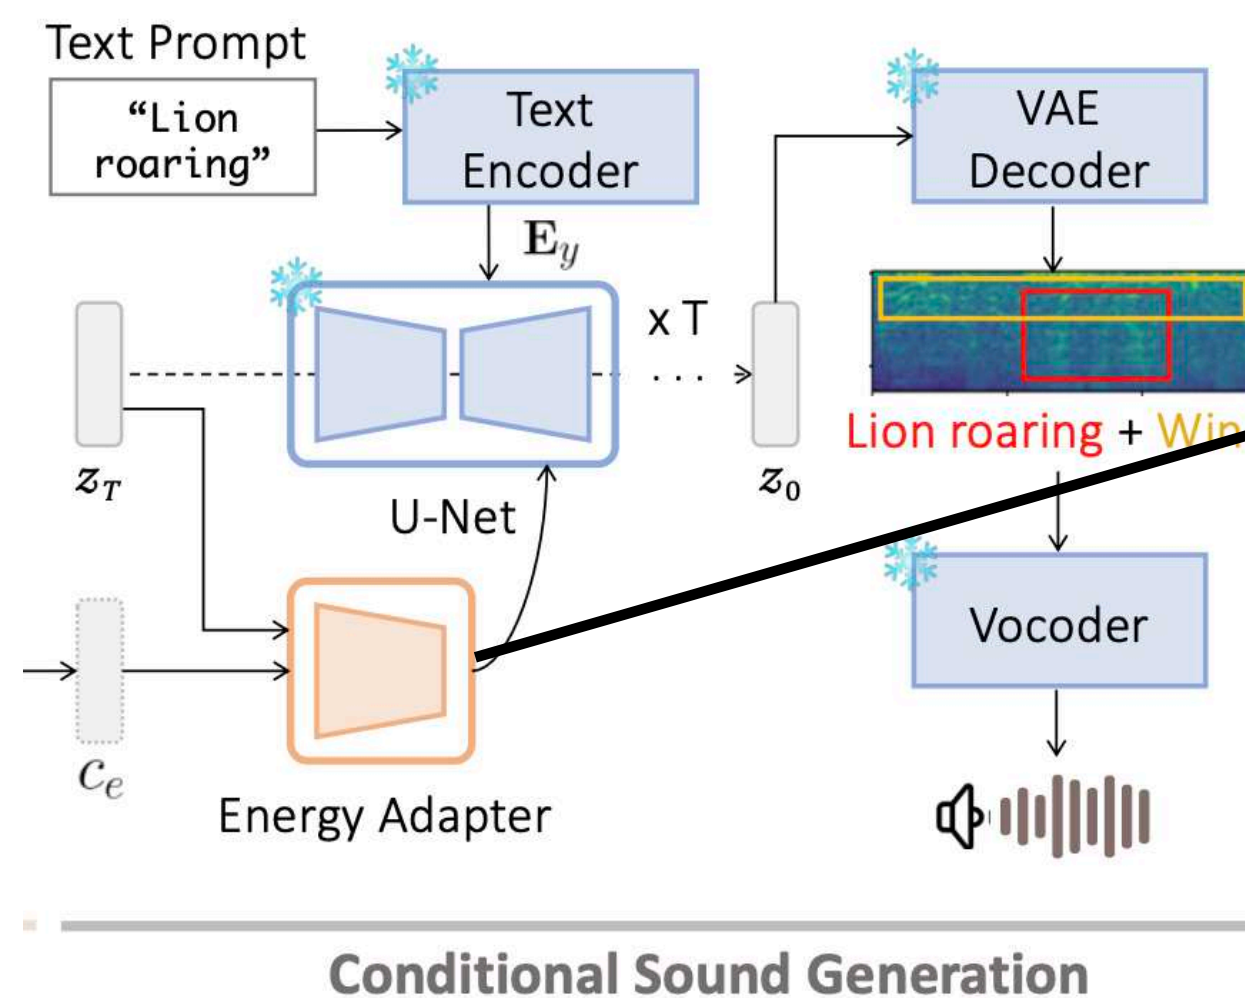 Text Prompt
“Lion
roaring”
Text
Encoder
VAE
Decoder
E_y
x T
. . .
z_T
U-Net
z_0
Lion roaring +
Vocoder
c_e
Energy Adapter
Conditional Sound Generation